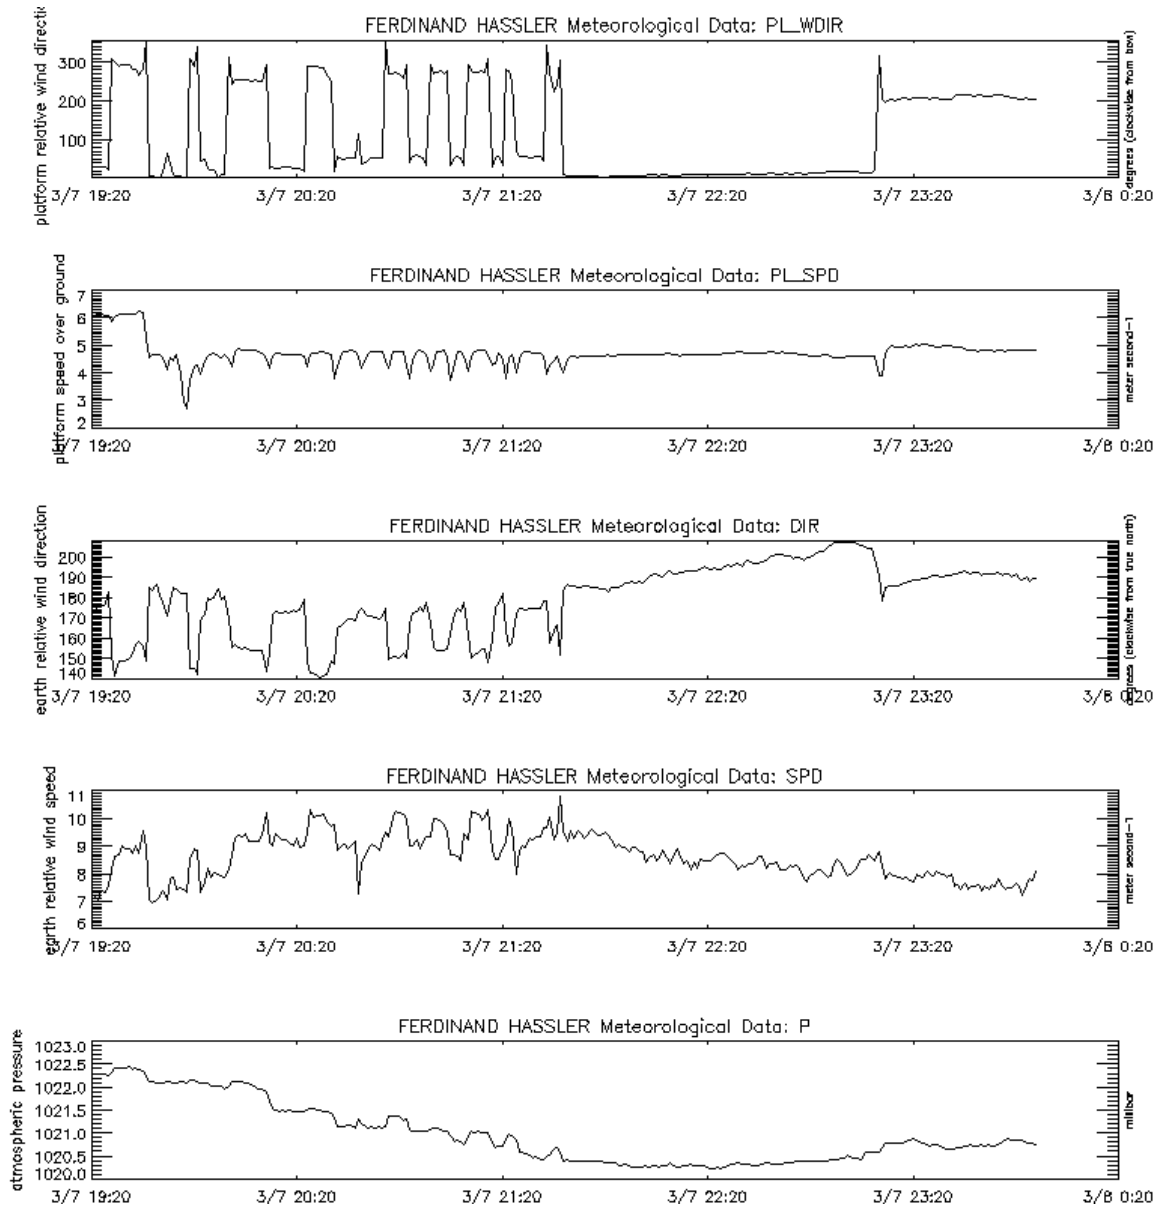 FERDINAND HASSLER Meteorological Data: PL_WDIR
platform relative wind directi
degrees (clockwise from bow)
300
200
100
3/7 19:20 3/7 20:20 3/7 21:20 3/7 22:20 3/7 23:20 3/8 0:20
FERDINAND HASSLER Meteorological Data: PL_SPD
platform speed over ground
meter second-1
7
6
5
4
3
2
3/7 19:20 3/7 20:20 3/7 21:20 3/7 22:20 3/7 23:20 3/8 0:20
FERDINAND HASSLER Meteorological Data: DIR
earth relative wind direction
degrees (clockwise from true north)
200
190
180
170
160
150
140
3/7 19:20 3/7 20:20 3/7 21:20 3/7 22:20 3/7 23:20 3/8 0:20
FERDINAND HASSLER Meteorological Data: SPD
earth relative wind speed
meter second-1
11
10
9
8
7
6
3/7 19:20 3/7 20:20 3/7 21:20 3/7 22:20 3/7 23:20 3/8 0:20
FERDINAND HASSLER Meteorological Data: P
atmospheric pressure
millibar
1023.0
1022.5
1022.0
1021.5
1021.0
1020.5
1020.0
3/7 19:20 3/7 20:20 3/7 21:20 3/7 22:20 3/7 23:20 3/8 0:20